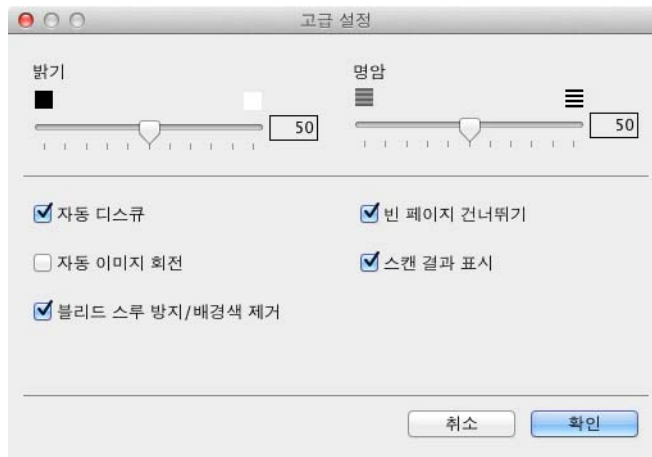 고급 설정
밝기
명암
50
50
자동 디스큐
빈 페이지 건너뛰기
자동 이미지 회전
스캔 결과 표시
블리드 스루 방지/배경색 제거
취소
확인